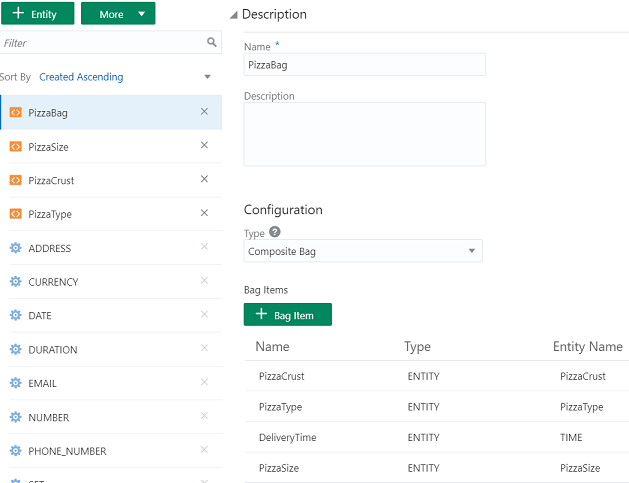 + Entity
More
Filter
Sort By Created Ascending
PizzaBag
PizzaSize
PizzaCrust
PizzaType
ADDRESS
CURRENCY
DATE
DURATION
EMAIL
NUMBER
PHONE_NUMBER
Description
Name *
PizzaBag
Description
Configuration
Type ?
Composite Bag
Bag Items
+ Bag Item
Name Type Entity Name
PizzaCrust ENTITY PizzaCrust
PizzaType ENTITY PizzaType
DeliveryTime ENTITY TIME
PizzaSize ENTITY PizzaSize